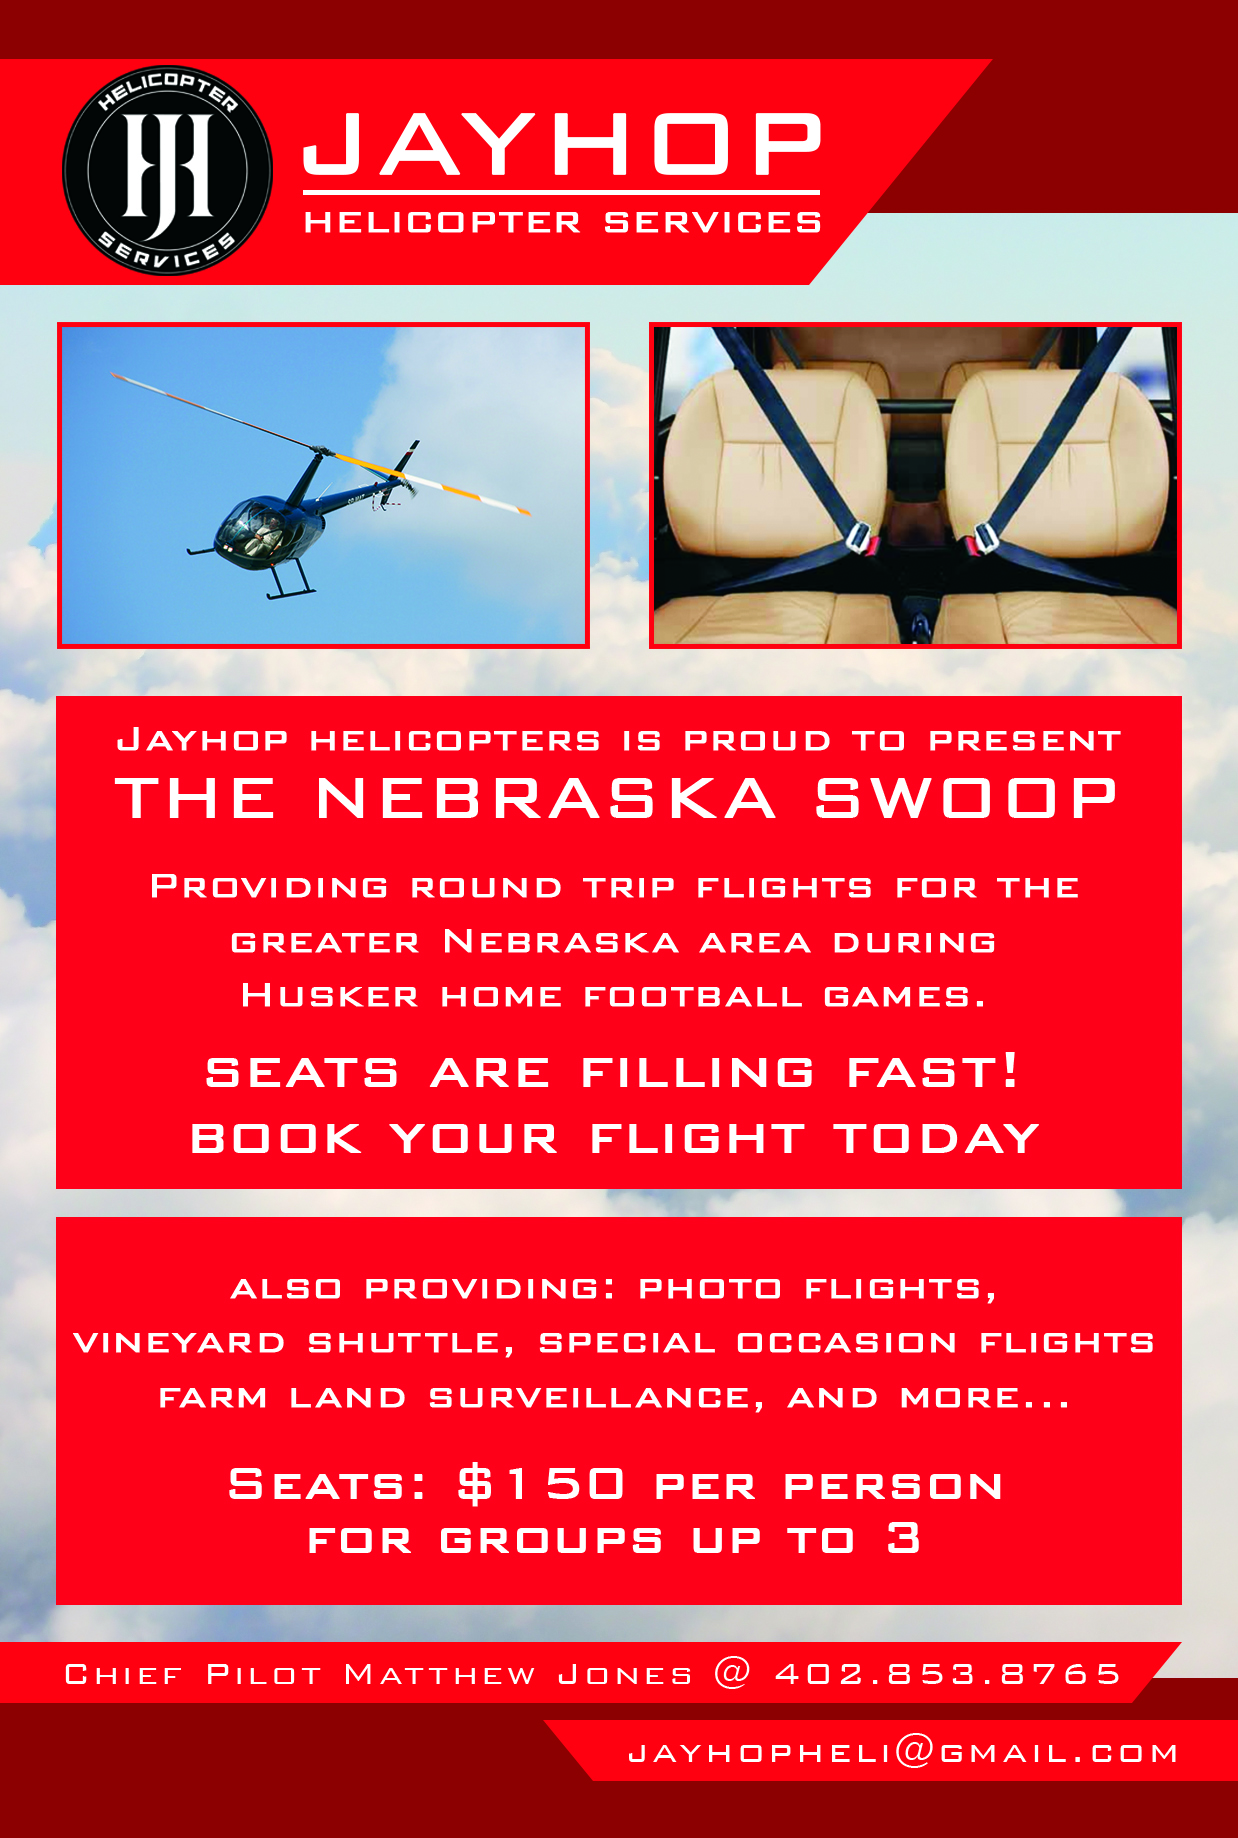 HELICOPTER
HJH
SERVICES
JAYHOP
HELICOPTER SERVICES
JAYHOP HELICOPTERS IS PROUD TO PRESENT
THE NEBRASKA SWOOP
PROVIDING ROUND TRIP FLIGHTS FOR THE
GREATER NEBRASKA AREA DURING
HUSKER HOME FOOTBALL GAMES.
SEATS ARE FILLING FAST!
BOOK YOUR FLIGHT TODAY
ALSO PROVIDING: PHOTO FLIGHTS,
VINEYARD SHUTTLE, SPECIAL OCCASION FLIGHTS
FARM LAND SURVEILLANCE, AND MORE...
SEATS: $150 PER PERSON
FOR GROUPS UP TO 3
CHIEF PILOT MATTHEW JONES @ 402.853.8765
JAYHOPHELI@GMAIL.COM